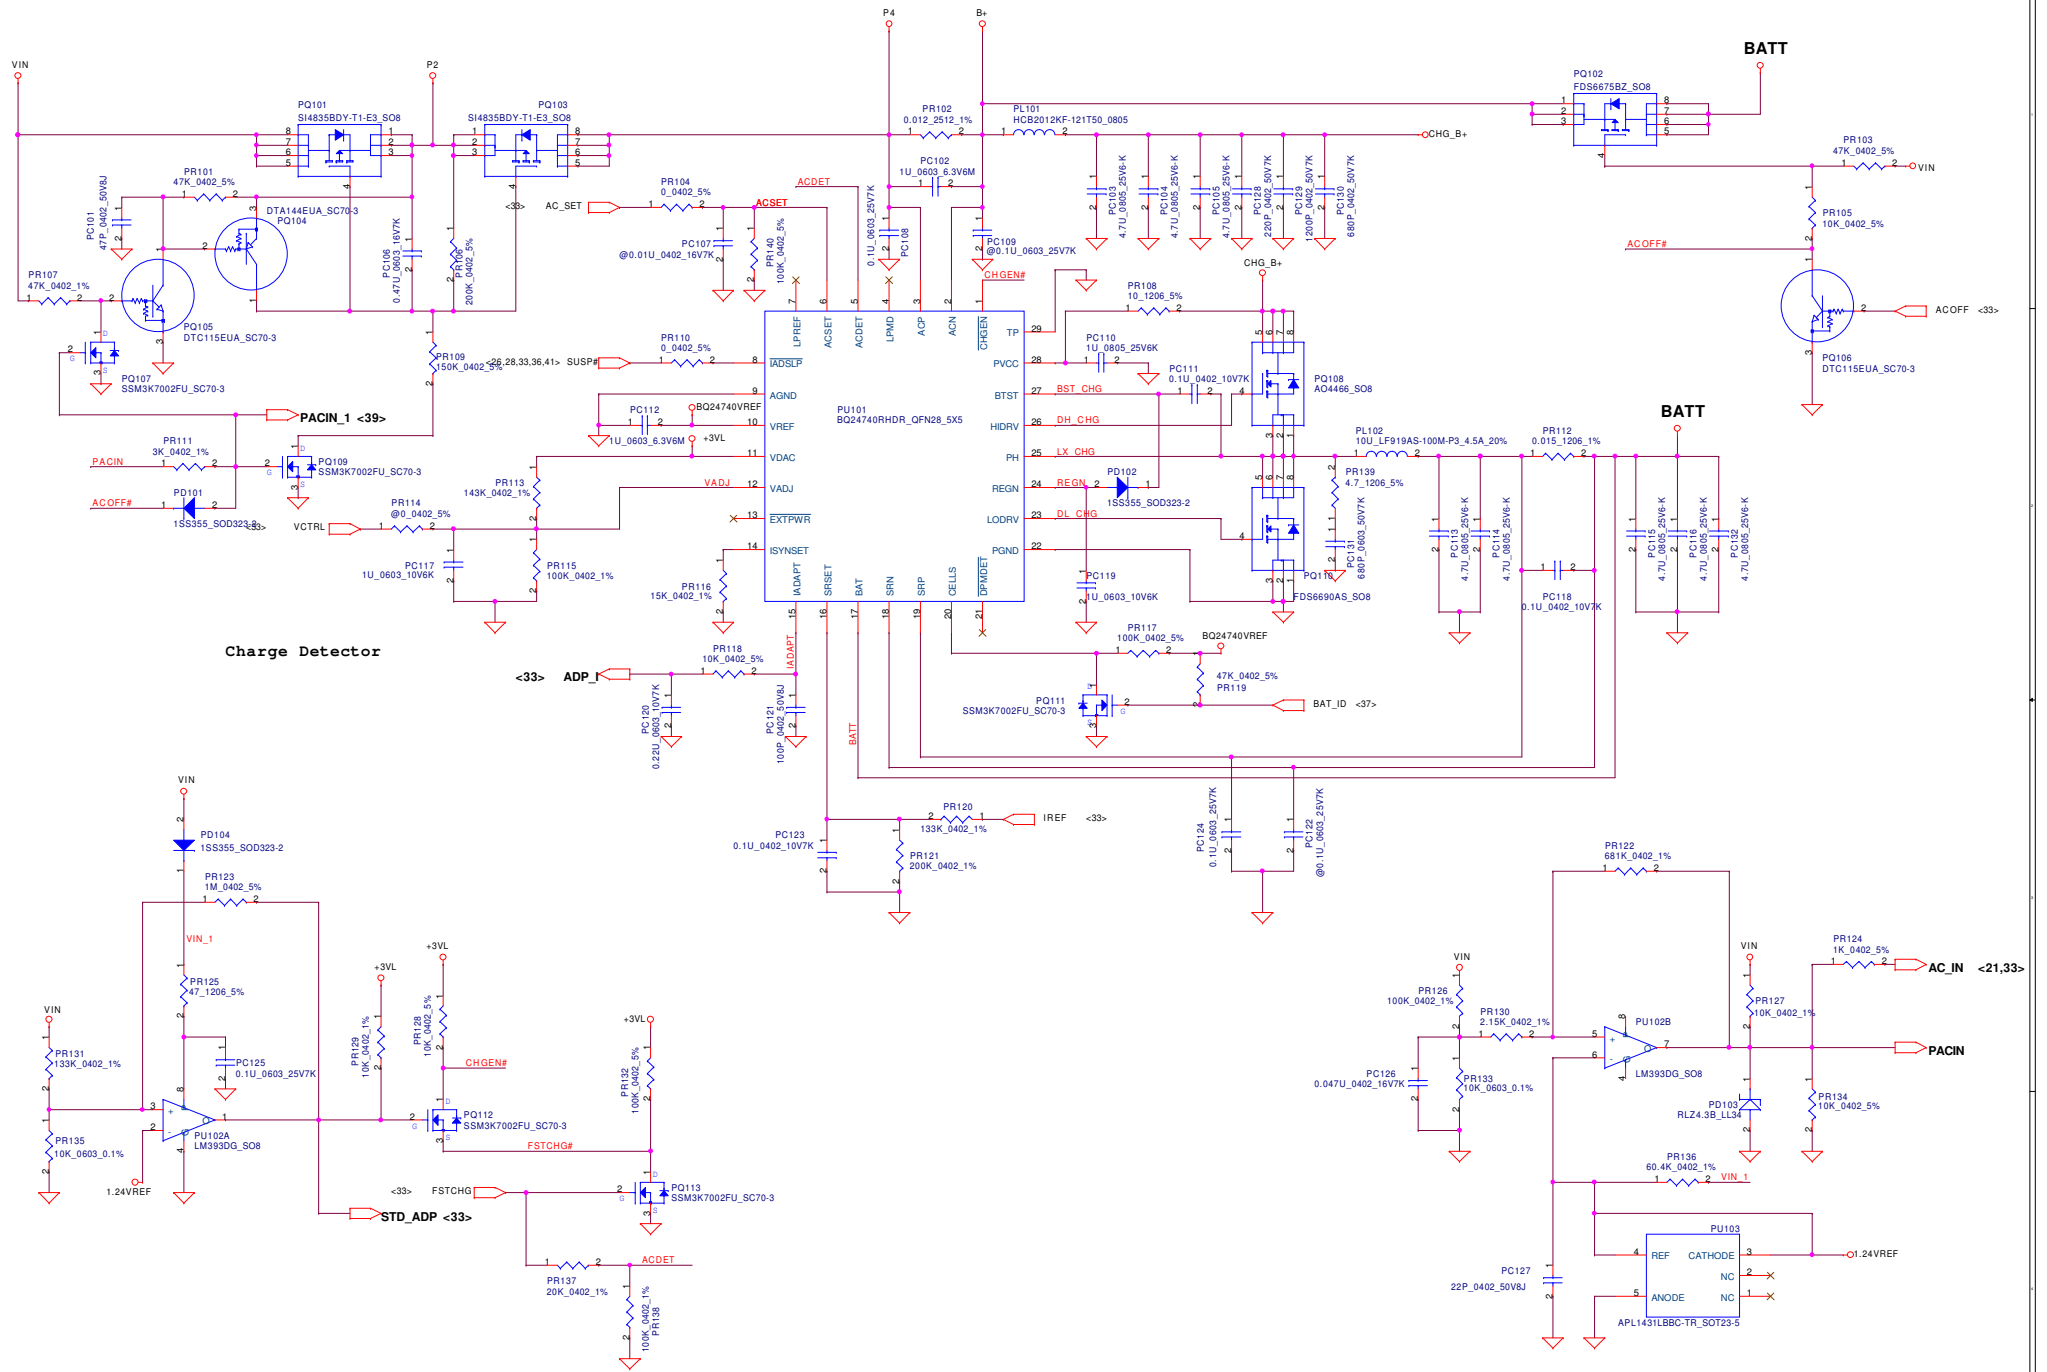 P4
B+
BATT
VIN
P2
PQ101
SI4835BDY-T1-E3_SO8
PQ103
SI4835BDY-T1-E3_SO8
PR102
0.012_2512_1%
PL101
HCB2012KF-121T50_0805
PQ102
FDS6675BZ_SO8
CHG_B+
PR103
47K_0402_5%
VIN
PR101
47K_0402_5%
PC101
47P_0402_50V8J
DTA144EUA_SC70-3
PQ104
PC106
0.47U_0603_16V7K
200K_0402_5%
PR104
0_0402_5%
<33>
AC_SET
ACSET
ACDET
PC102
1U_0603_6.3V6M
PC107
@0.01U_0402_16V7K
PR140
100K_0402_5%
0.1U_0603_25V7K
PC108
PC109
@0.1U_0603_25V7K
CHGEN#
PC103
4.7U_0805_25V6-K
PC104
4.7U_0805_25V6-K
PC105
4.7U_0805_25V6-K
PC128
220P_0402_50V7K
PC129
1200P_0402_50V7K
PC130
680P_0402_50V7K
PR105
10K_0402_5%
ACOFF#
ACOFF <33>
PQ106
DTC115EUA_SC70-3
PR107
47K_0402_1%
PQ105
DTC115EUA_SC70-3
PQ107
SSM3K7002FU_SC70-3
PR109
150K_0402_5%
PACIN_1 <39>
PR111
3K_0402_1%
PACIN
PQ109
SSM3K7002FU_SC70-3
ACOFF#
PD101
1SS355_SOD323-2
<33>
VCTRL
PR114
@0_0402_5%
PC117
1U_0603_10V6K
PR113
143K_0402_1%
PR115
100K_0402_1%
PR110
0_0402_5%
<26,28,33,36,41> SUSP#
PC112
1U_0603_6.3V6M
BQ24740VREF
+3VL
VADJ
PR116
15K_0402_1%
PU101
BQ24740RHDR_QFN28_5X5
LPREF
ACSET
ACDET
LPMD
ACP
ACN
CHGEN
IADSLP
AGND
VREF
VDAC
VADJ
EXTPWR
ISYNSET
IADAPT
SRSET
BAT
SRN
SRP
CELLS
DPMDET
TP
PVCC
BTST
HIDRV
PH
REGN
LODRV
PGND
PR108
10_1206_5%
PC110
1U_0805_25V6K
PC111
0.1U_0402_10V7K
BST_CHG
DH_CHG
LX_CHG
REGN
DL_CHG
PD102
1SS355_SOD323-2
PC119
1U_0603_10V6K
CHG_B+
PQ108
AO4466_SO8
PQ110
FDS6690AS_SO8
PL102
10U_LF919AS-100M-P3_4.5A_20%
PR139
4.7_1206_5%
PC131
680P_0603_50V7K
PR112
0.015_1206_1%
BATT
PC113
4.7U_0805_25V6-K
PC114
4.7U_0805_25V6-K
PC118
0.1U_0402_10V7K
PC115
4.7U_0805_25V6-K
PC116
4.7U_0805_25V6-K
PC132
4.7U_0805_25V6-K
Charge Detector
<33> ADP_I
PR118
10K_0402_5%
IADAPT
PC120
0.22U_0603_10V7K
PC121
100P_0402_50V8J
BATT
PR117
100K_0402_5%
BQ24740VREF
47K_0402_5%
PR119
PQ111
SSM3K7002FU_SC70-3
BAT_ID <37>
PC123
0.1U_0402_10V7K
PR120
133K_0402_1%
IREF <33>
PR121
200K_0402_1%
PC124
0.1U_0603_25V7K
PC122
@0.1U_0603_25V7K
VIN
PD104
1SS355_SOD323-2
PR123
1M_0402_5%
VIN_1
PR125
47_1206_5%
PC125
0.1U_0603_25V7K
VIN
PR131
133K_0402_1%
PR135
10K_0603_0.1%
1.24VREF
PU102A
LM393DG_SO8
+3VL
PR129
10K_0402_1%
+3VL
PR128
10K_0402_5%
CHGEN#
PQ112
SSM3K7002FU_SC70-3
+3VL
PR132
100K_0402_5%
FSTCHG#
<33> FSTCHG
PQ113
SSM3K7002FU_SC70-3
STD_ADP <33>
PR137
20K_0402_1%
ACDET
100K_0402_1%
PR138
PR122
681K_0402_1%
VIN
PR126
100K_0402_1%
PR130
2.15K_0402_1%
PC126
0.047U_0402_16V7K
PR133
10K_0603_0.1%
PU102B
LM393DG_SO8
VIN
PR127
10K_0402_1%
PR124
1K_0402_5%
AC_IN <21,33>
PACIN
PD103
RLZ4.3B_LL34
PR134
10K_0402_5%
PR136
60.4K_0402_1%
VIN_1
PU103
REF
CATHODE
NC
NC
ANODE
1.24VREF
APL1431LBBC-TR_SOT23-5
PC127
22P_0402_50V8J